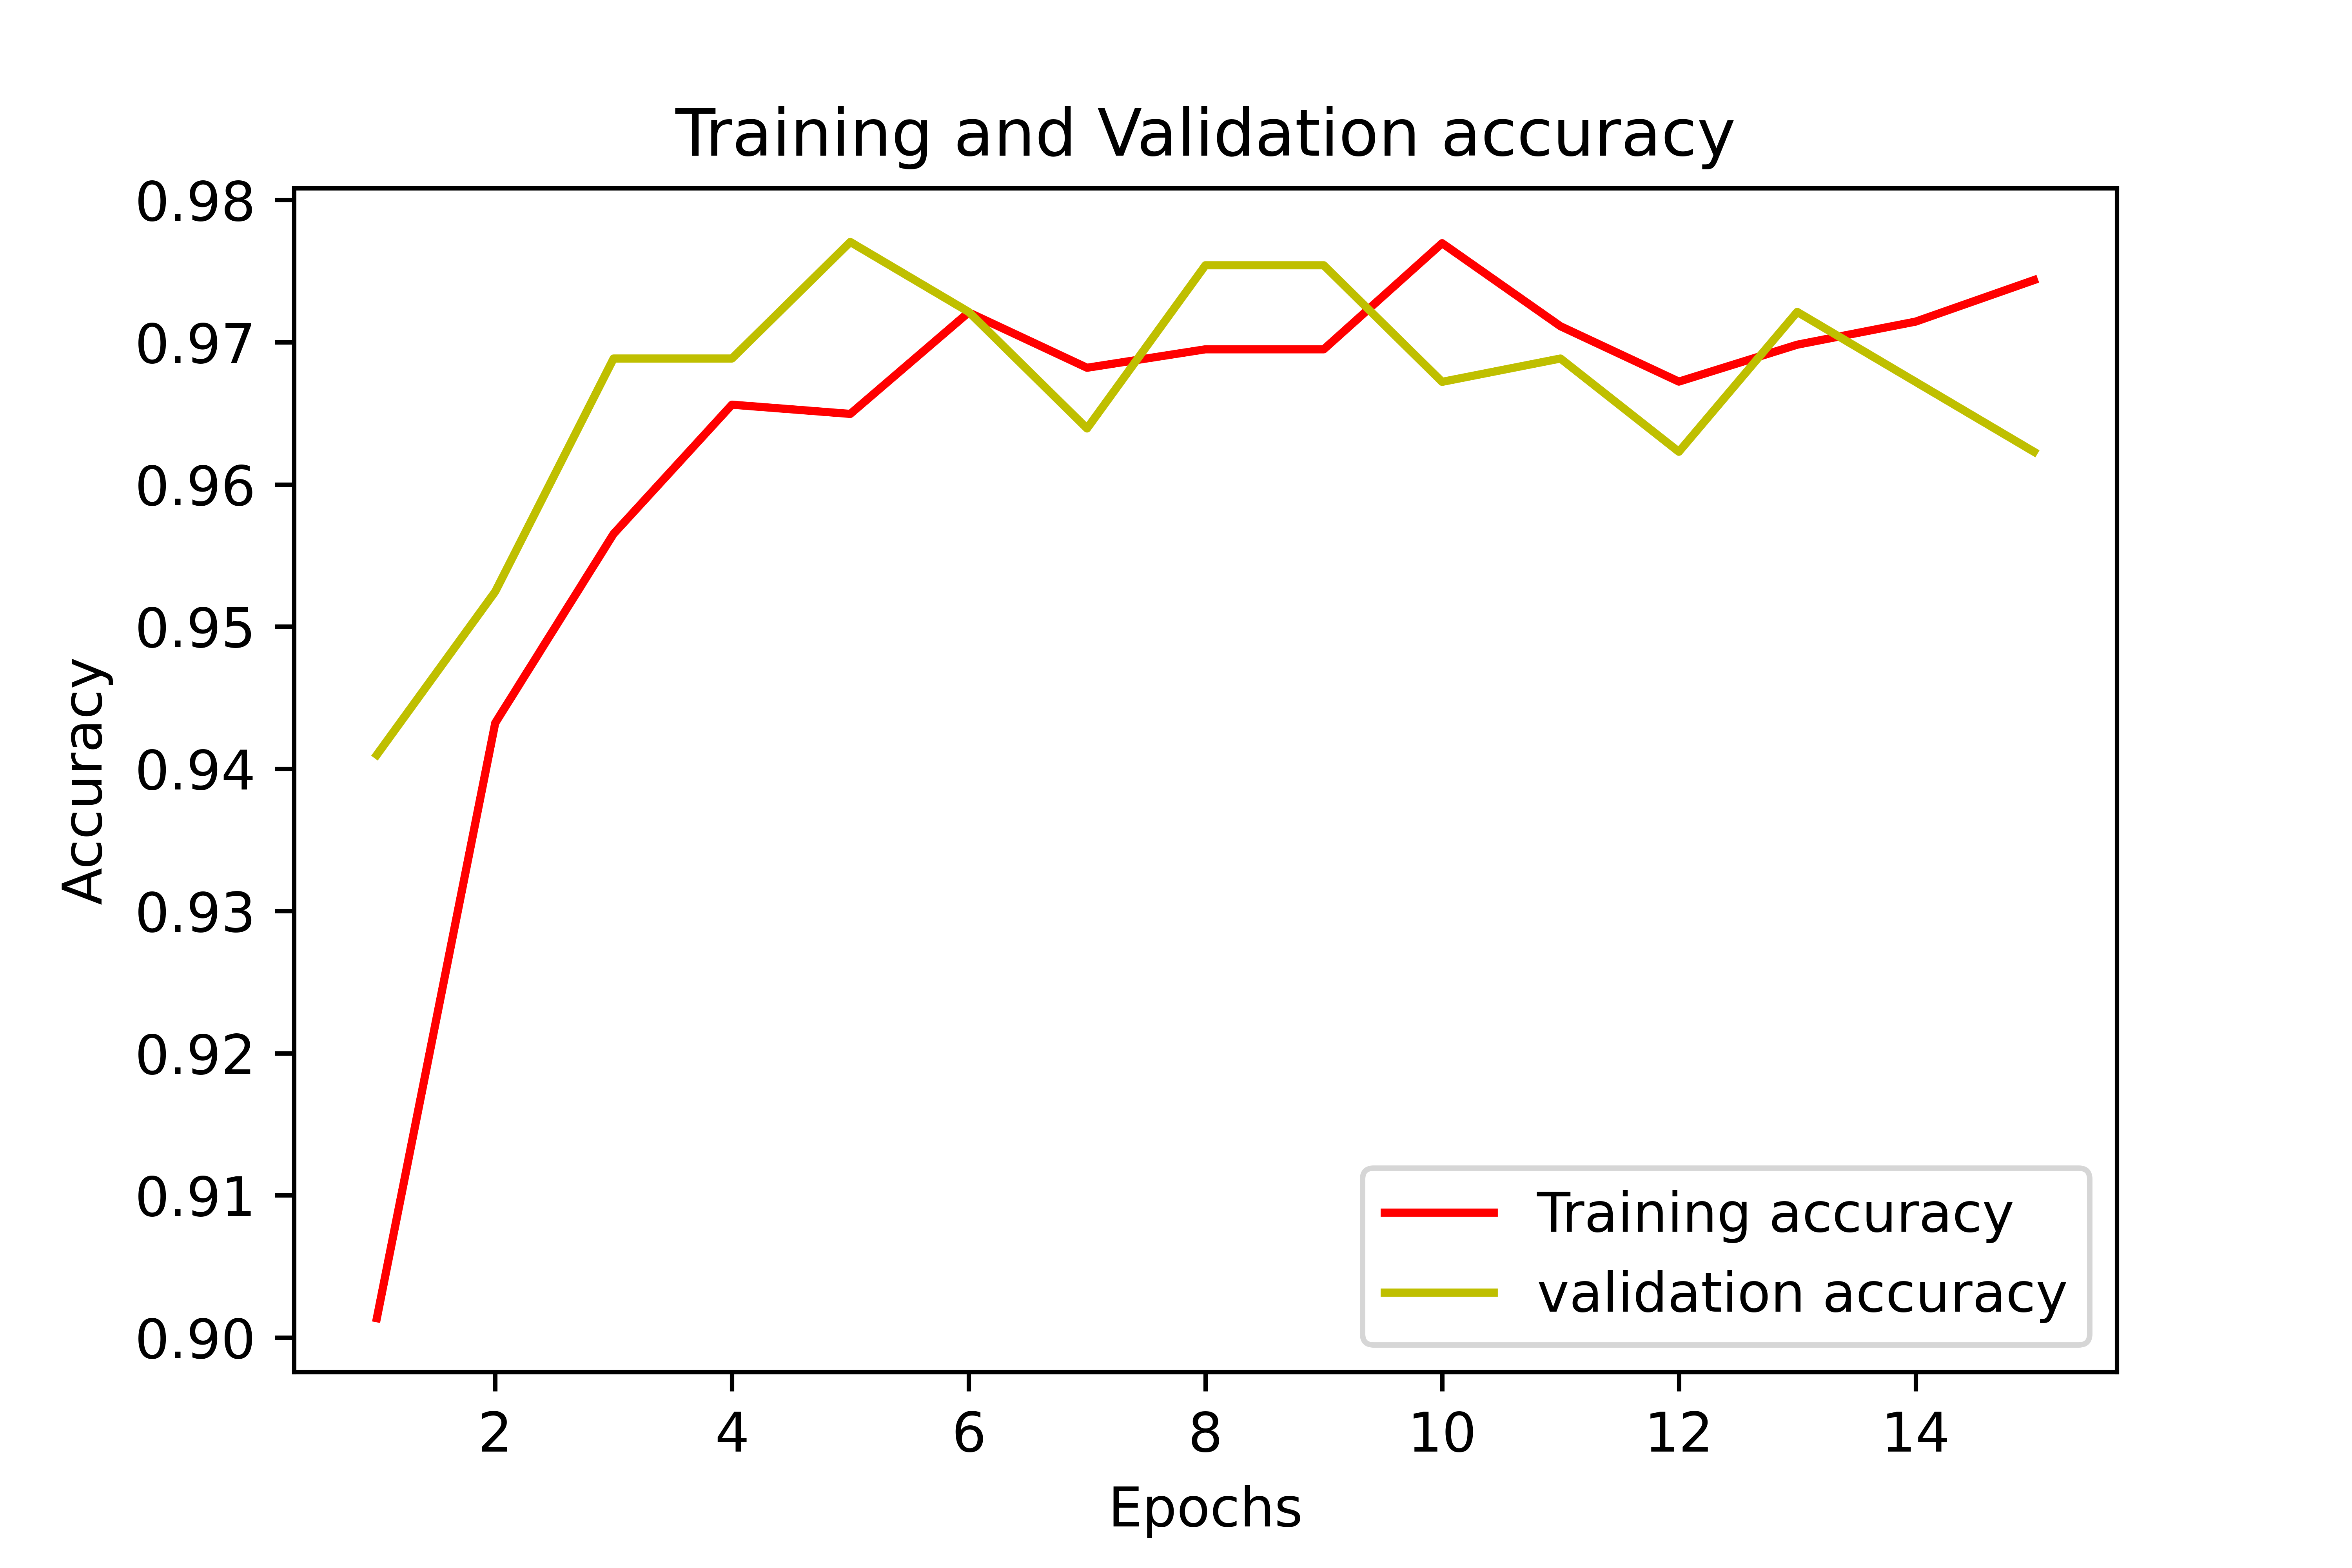 Training and Validation accuracy
0.98
0.97
0.96
0.95
0.94
0.93
0.92
0.91
0.90
Accuracy
Training accuracy
validation accuracy
2 4 6 8 10 12 14
Epochs